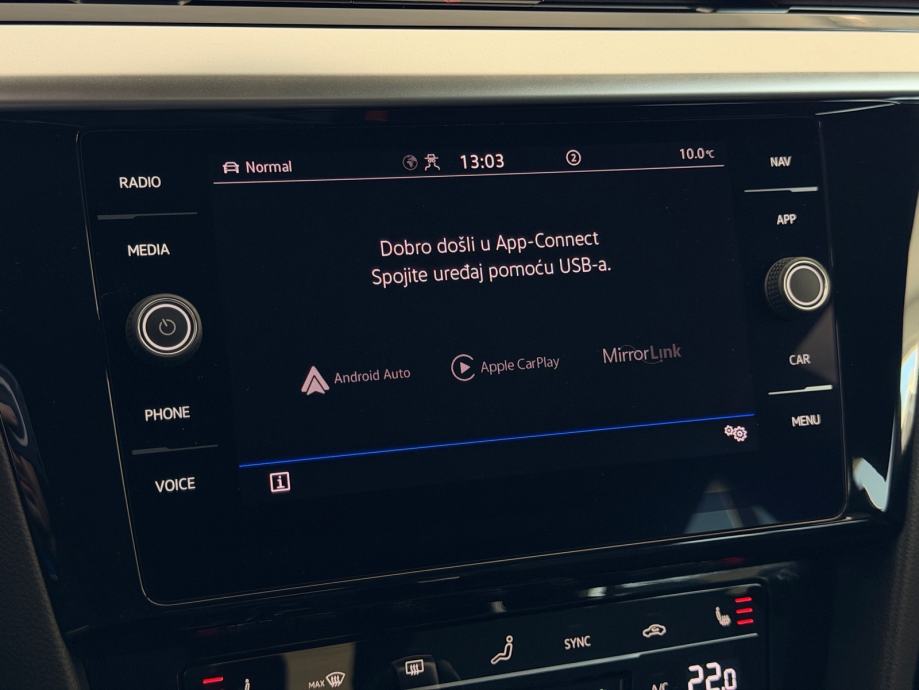 Normal 13:03 2 10.0°C
RADIO
MEDIA
PHONE
VOICE
Dobro došli u App-Connect
Spojite uređaj pomoću USB-a.
Android Auto Apple CarPlay MirrorLink
i
NAV
APP
CAR
MENU
SYNC
MAX
A/C 22.0